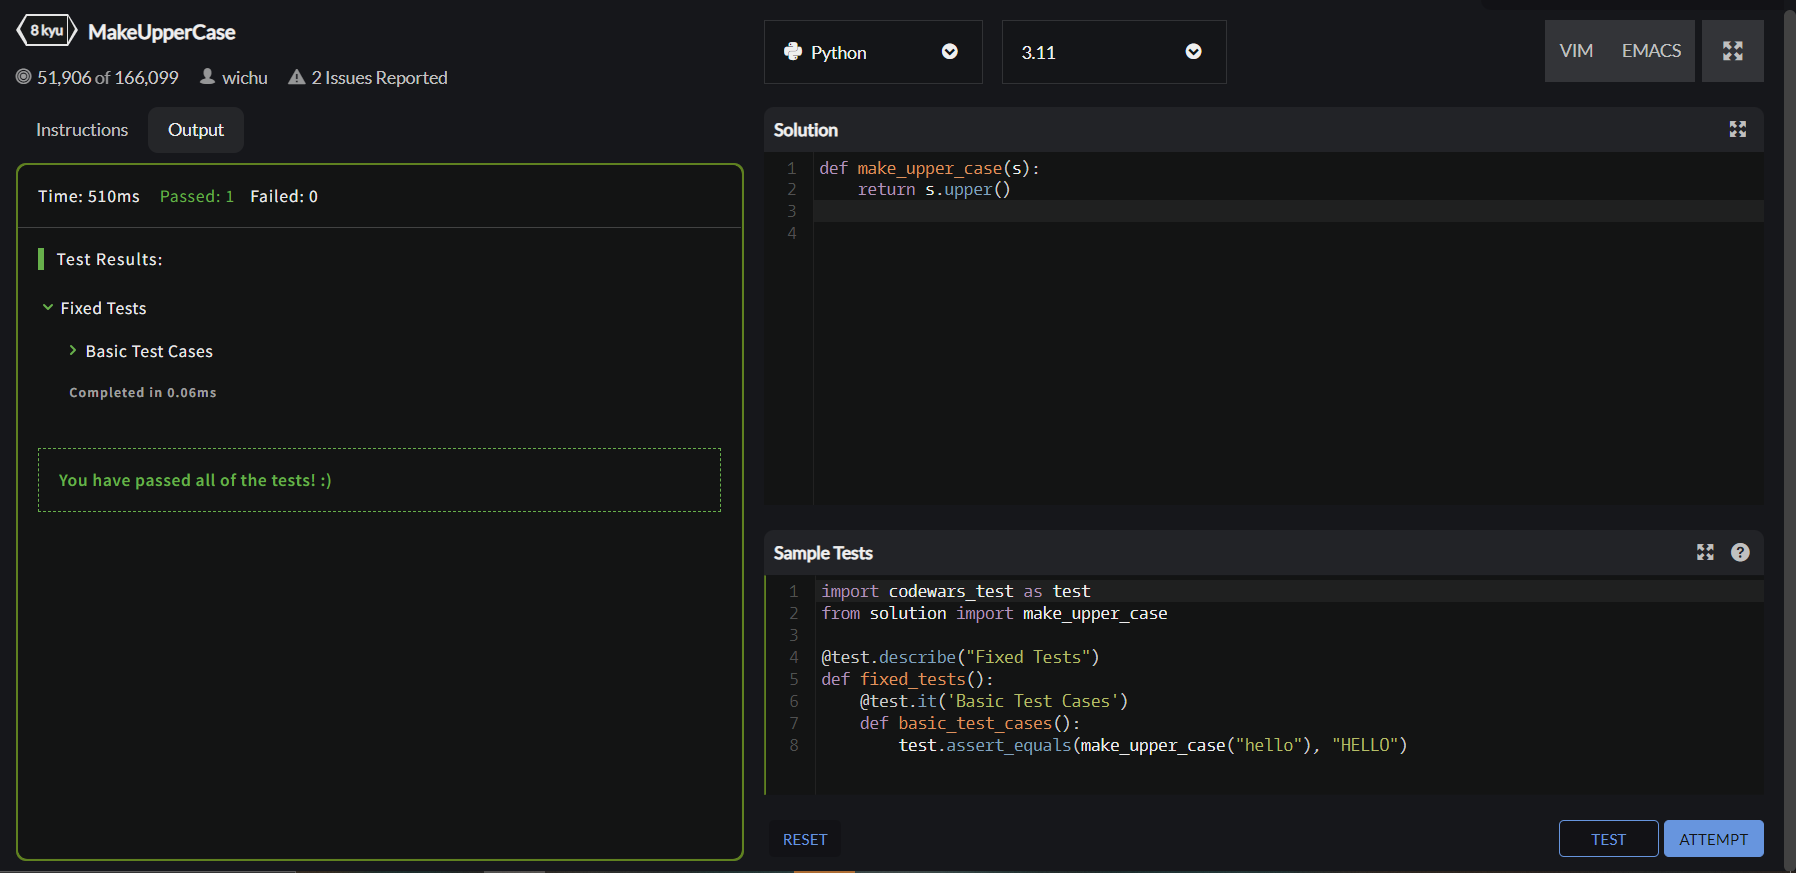 8 kyu MakeUpperCase
51,906 of 166,099 wichu 2 Issues Reported
Instructions Output
Time: 510ms Passed: 1 Failed: 0
Test Results:
Fixed Tests
Basic Test Cases
Completed in 0.06ms
You have passed all of the tests! :)
Python 3.11 VIM EMACS
Solution
1 def make_upper_case(s):
2     return s.upper()
3
4
Sample Tests ?
1 import codewars_test as test
2 from solution import make_upper_case
3
4 @test.describe("Fixed Tests")
5 def fixed_tests():
6     @test.it('Basic Test Cases')
7     def basic_test_cases():
8         test.assert_equals(make_upper_case("hello"), "HELLO")
RESET TEST ATTEMPT